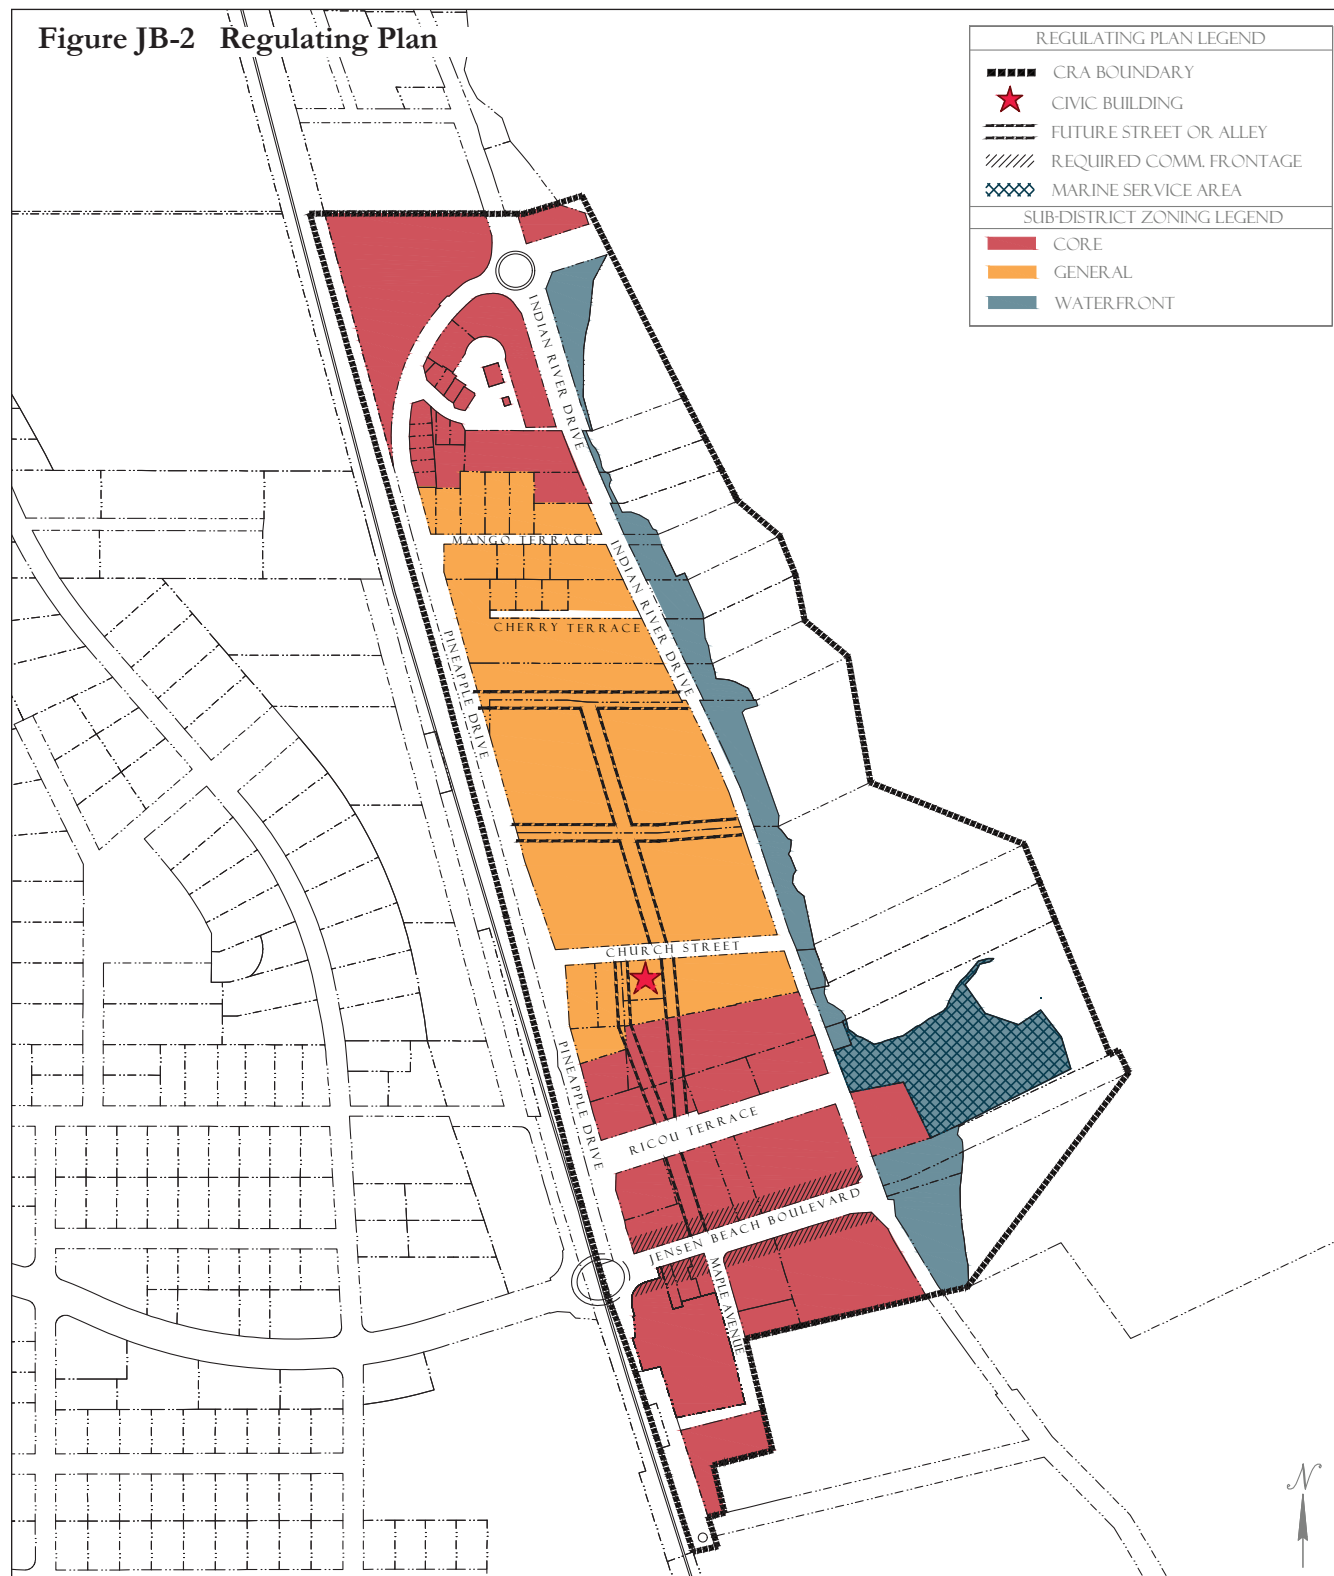 Figure JB-2 Regulating Plan
REGULATING PLAN LEGEND
CRA BOUNDARY
CIVIC BUILDING
FUTURE STREET OR ALLEY
REQUIRED COMM. FRONTAGE
MARINE SERVICE AREA
SUB-DISTRICT ZONING LEGEND
CORE
GENERAL
WATERFRONT
INDIAN RIVER DRIVE
MANGO TERRACE
INDIAN RIVER DRIVE
CHERRY TERRACE
PINEAPPLE DRIVE
CHURCH STREET
PINEAPPLE DRIVE
RICOU TERRACE
JENSEN BEACH BOULEVARD
MAPLE AVENUE
N